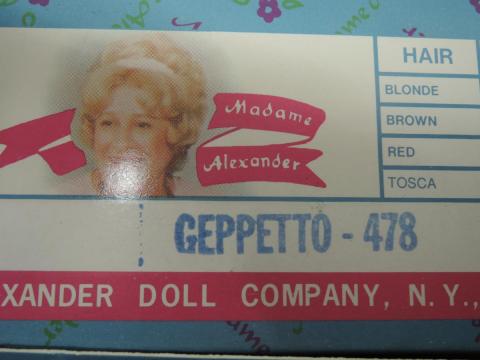 Madame
Alexander
HAIR
BLONDE
BROWN
RED
TOSCA
GEPPETTO - 478
XANDER DOLL COMPANY, N.Y.,